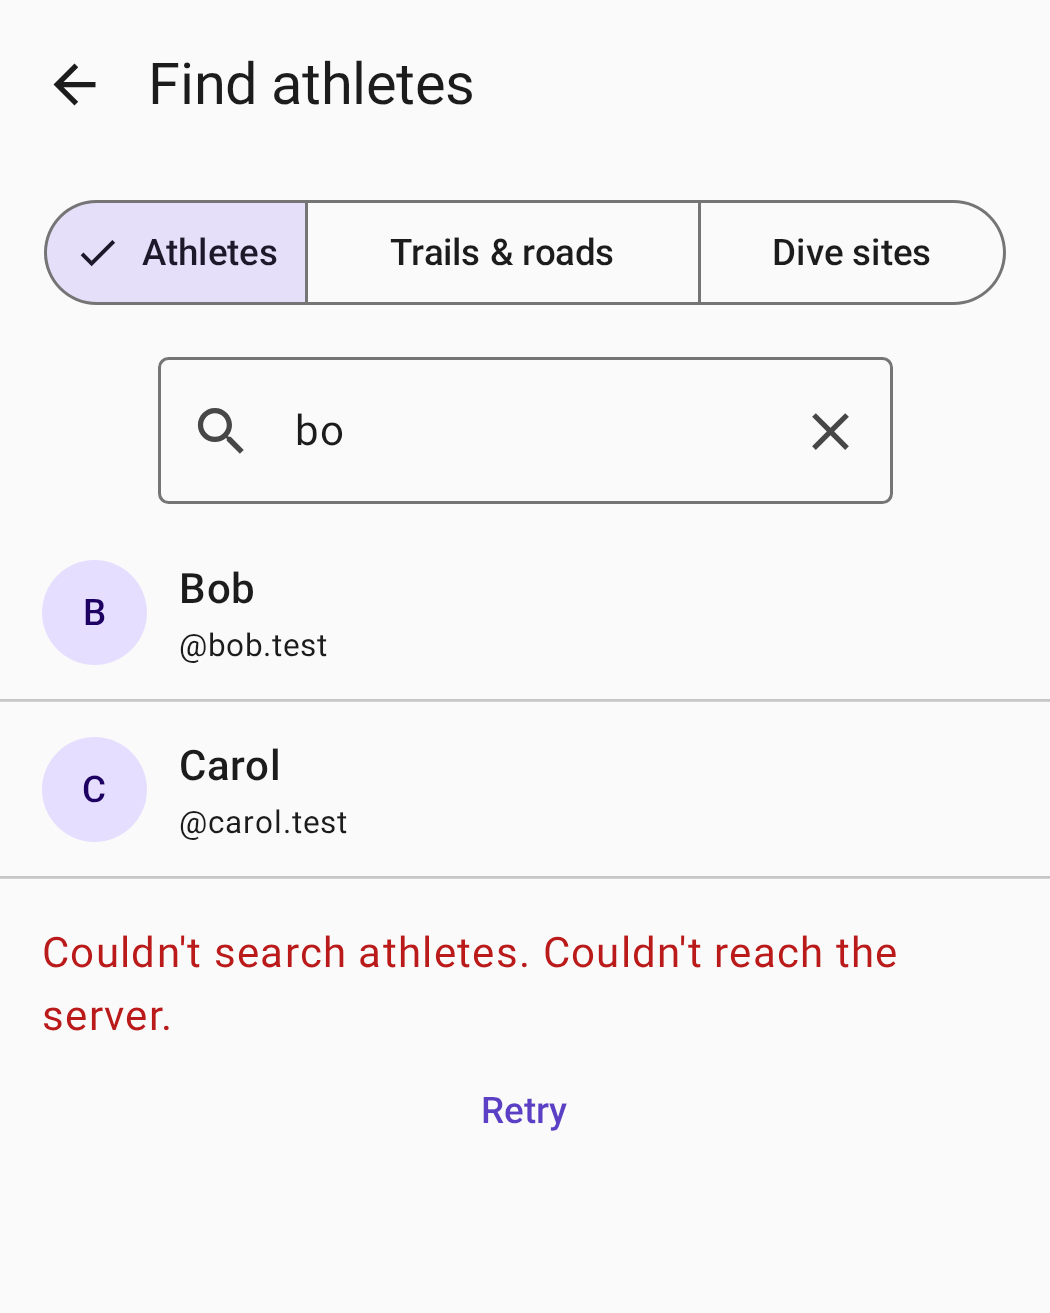 Find athletes
Athletes
Trails & roads
Dive sites
bo
B
Bob
@bob.test
C
Carol
@carol.test
Couldn't search athletes. Couldn't reach the
server.
Retry